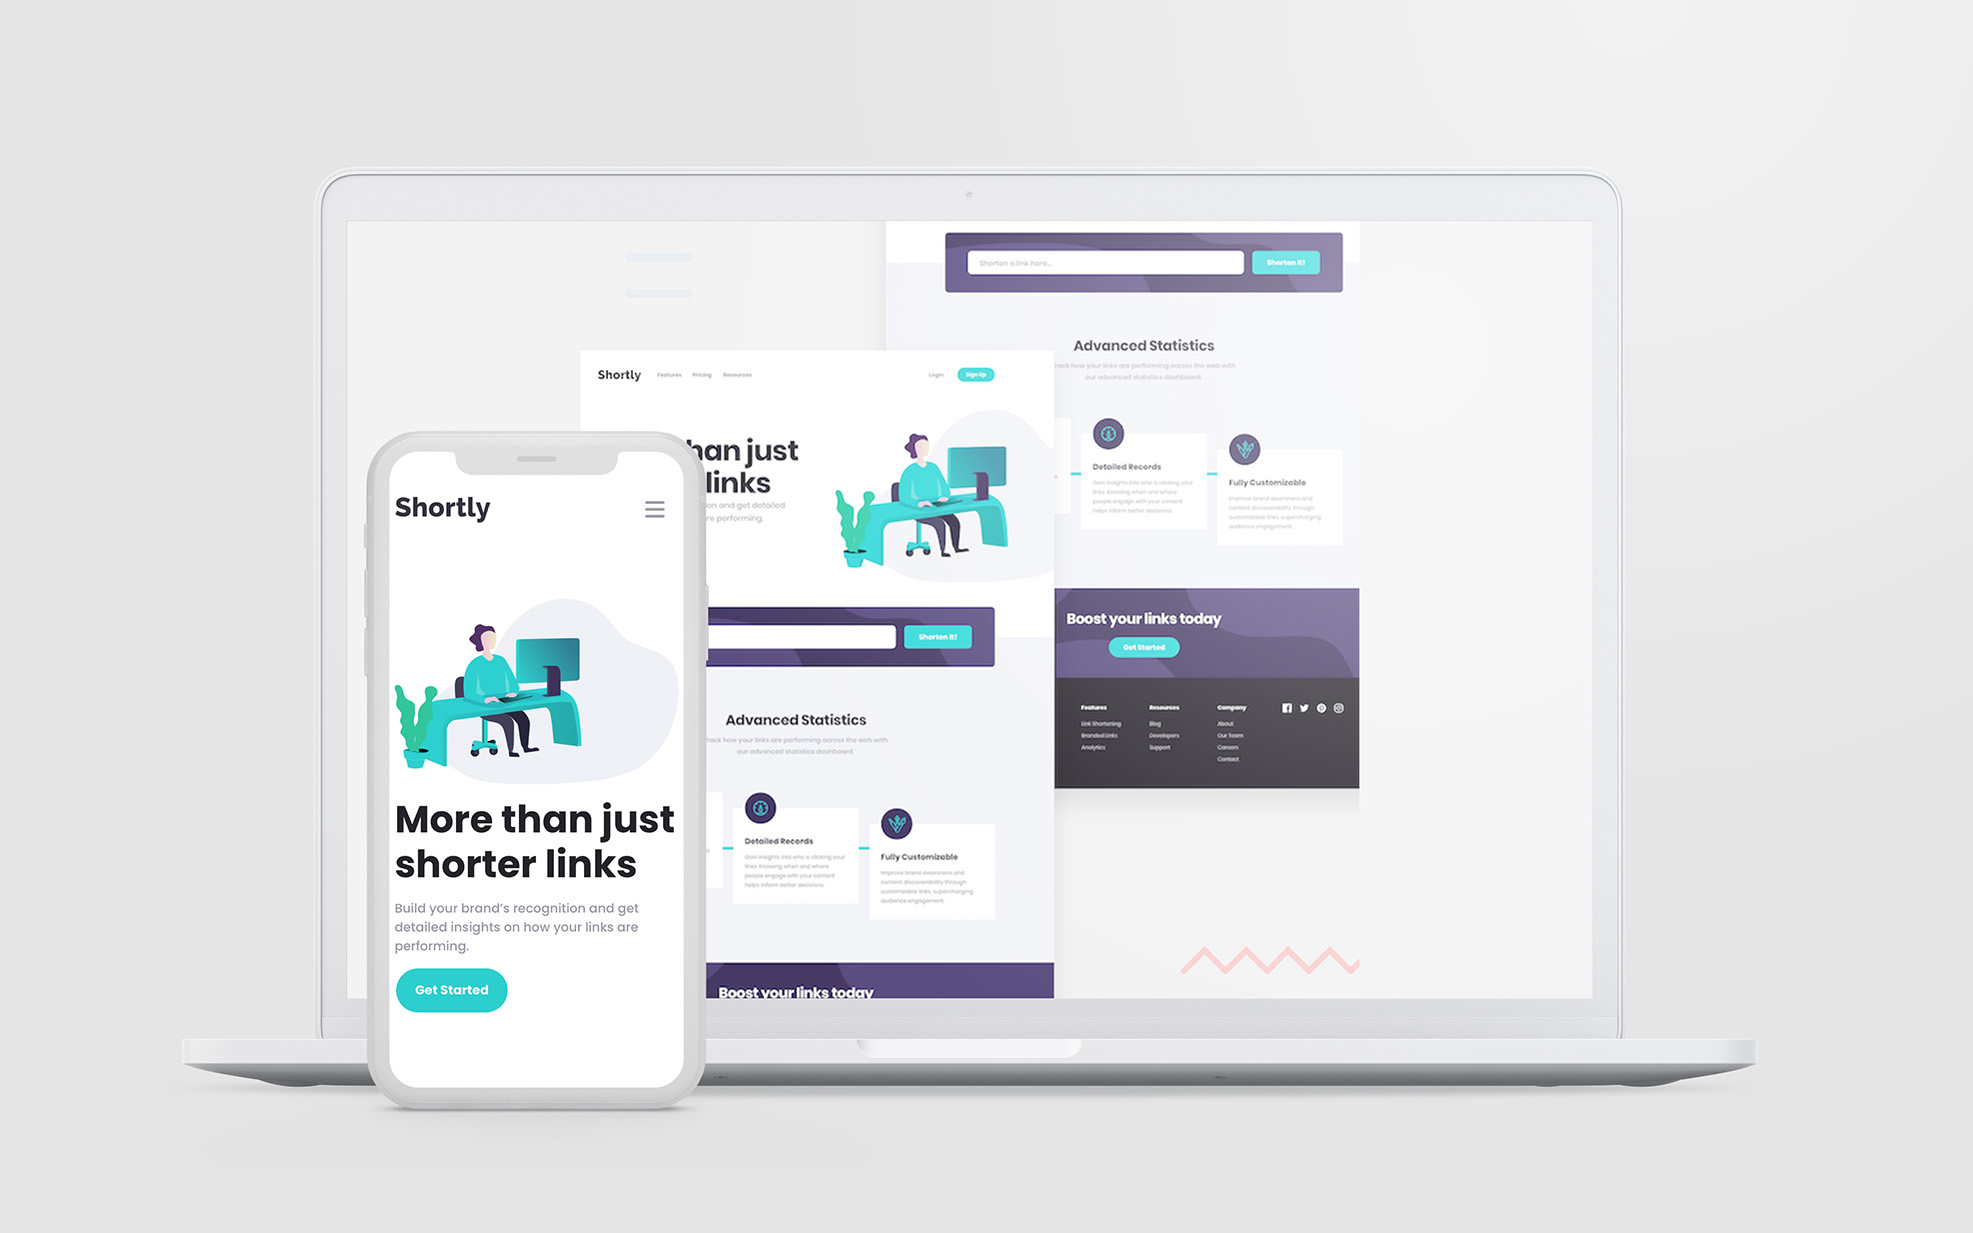 Shortly
More than just
shorter links
Build your brand's recognition and get
detailed insights on how your links are
performing.
Get Started
Shortly Features Pricing Resources Login Sign Up
han just
links
on and get detailed
re performing.
Shorten It!
Advanced Statistics
rack how your links are performing across the web with
our advanced statistics dashboard.
Detailed Records
Gain insights into who is clicking your
links. Knowing when and where
people engage with your content
helps inform better decisions.
Fully Customizable
Improve brand awareness and
content discoverability through
customizable links, supercharging
audience engagement.
Boost your links today
Shorten a link here...
Shorten It!
Advanced Statistics
rack how your links are performing across the web with
our advanced statistics dashboard.
Detailed Records
Gain insights into who is clicking your
links. Knowing when and where
people engage with your content
helps inform better decisions.
Fully Customizable
Improve brand awareness and
content discoverability through
customizable links, supercharging
audience engagement.
Boost your links today
Get Started
Features
Link Shortening
Branded Links
Analytics
Resources
Blog
Developers
Support
Company
About
Our Team
Careers
Contact